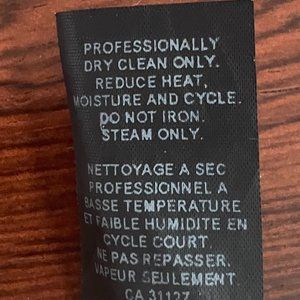 PROFESSIONALLY
DRY CLEAN ONLY.
REDUCE HEAT,
MOISTURE AND CYCLE.
DO NOT IRON.
STEAM ONLY.
NETTOYAGE A SEC
PROFESSIONNEL A
BASSE TEMPERATURE
ET FAIBLE HUMIDITE EN
CYCLE COURT.
NE PAS REPASSER.
VAPEUR SEULEMENT.
CA 31127